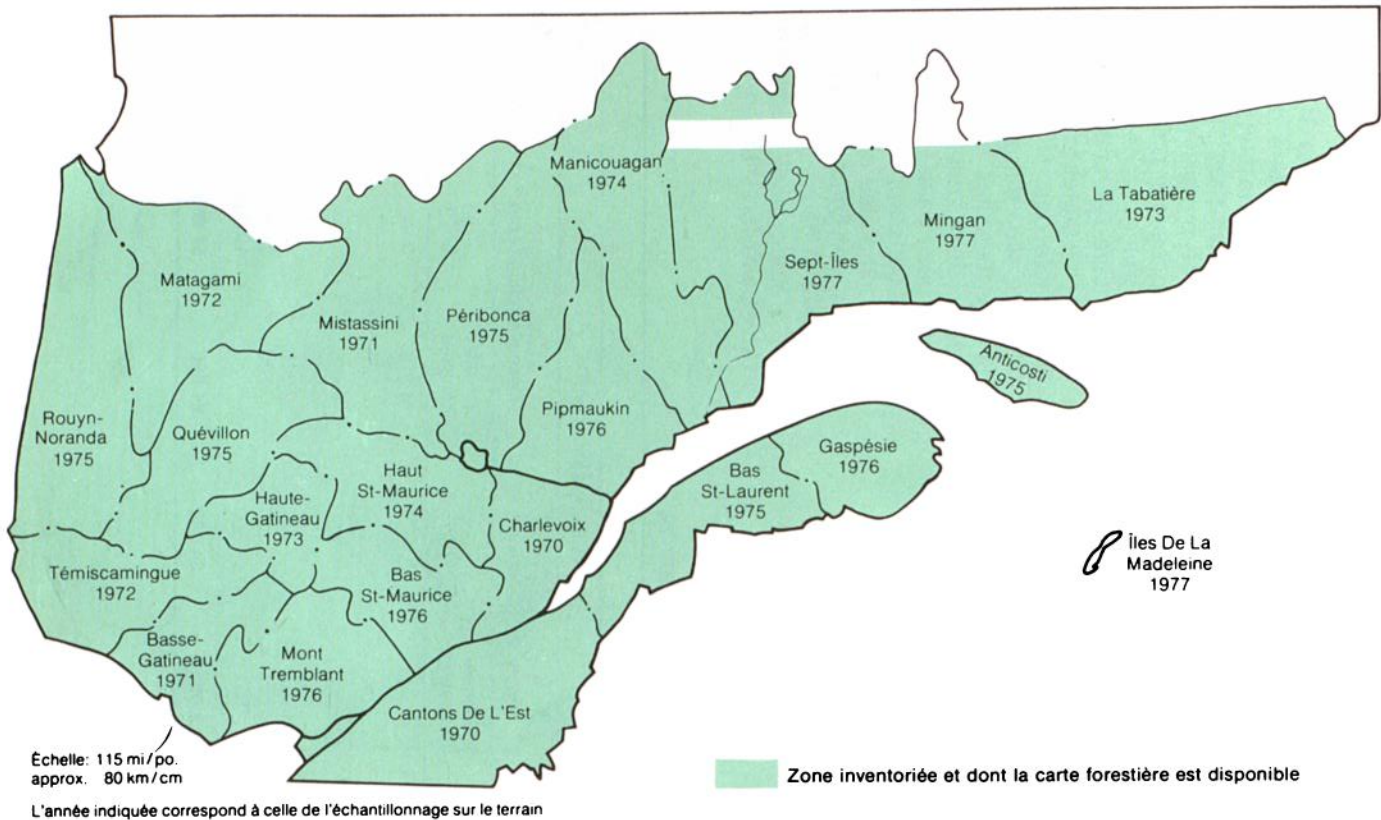 Manicouagan
1974
La Tabatière
1973
Mingan
1977
Sept-Îles
1977
Matagami
1972
Mistassini
1971
Péribonca
1975
Anticosti
1975
Rouyn-
Noranda
1975
Quévillon
1975
Pipmaukin
1976
Gaspésie
1976
Bas
St-Laurent
1975
Haut
St-Maurice
1974
Haute-
Gatineau
1973
Charlevoix
1970
Îles De La
Madeleine
1977
Témiscamingue
1972
Bas
St-Maurice
1976
Basse-
Gatineau
1971
Mont
Tremblant
1976
Cantons De L'Est
1970
Échelle: 115 mi/po.
approx. 80 km/cm
Zone inventoriée et dont la carte forestière est disponible
L'année indiquée correspond à celle de l'échantillonnage sur le terrain